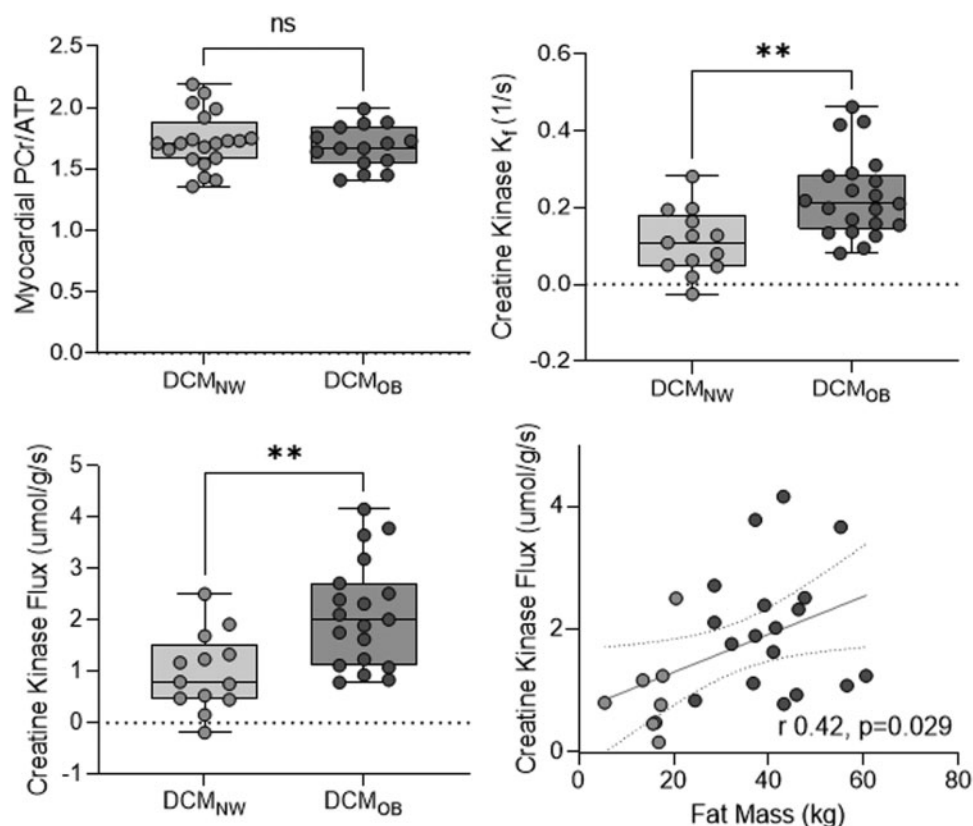 ns
Myocardial PCr/ATP
2.5
2.0
1.5
1.0
0.5
0.0
DCMNW
DCMOB
**
Creatine Kinase Kf (1/s)
0.6
0.4
0.2
0.0
-0.2
DCMNW
DCMOB
**
Creatine Kinase Flux (umol/g/s)
5
4
3
2
1
0
-1
DCMNW
DCMOB
Creatine Kinase Flux (umol/g/s)
4
2
0
r 0.42, p=0.029
0
20
40
60
80
Fat Mass (kg)